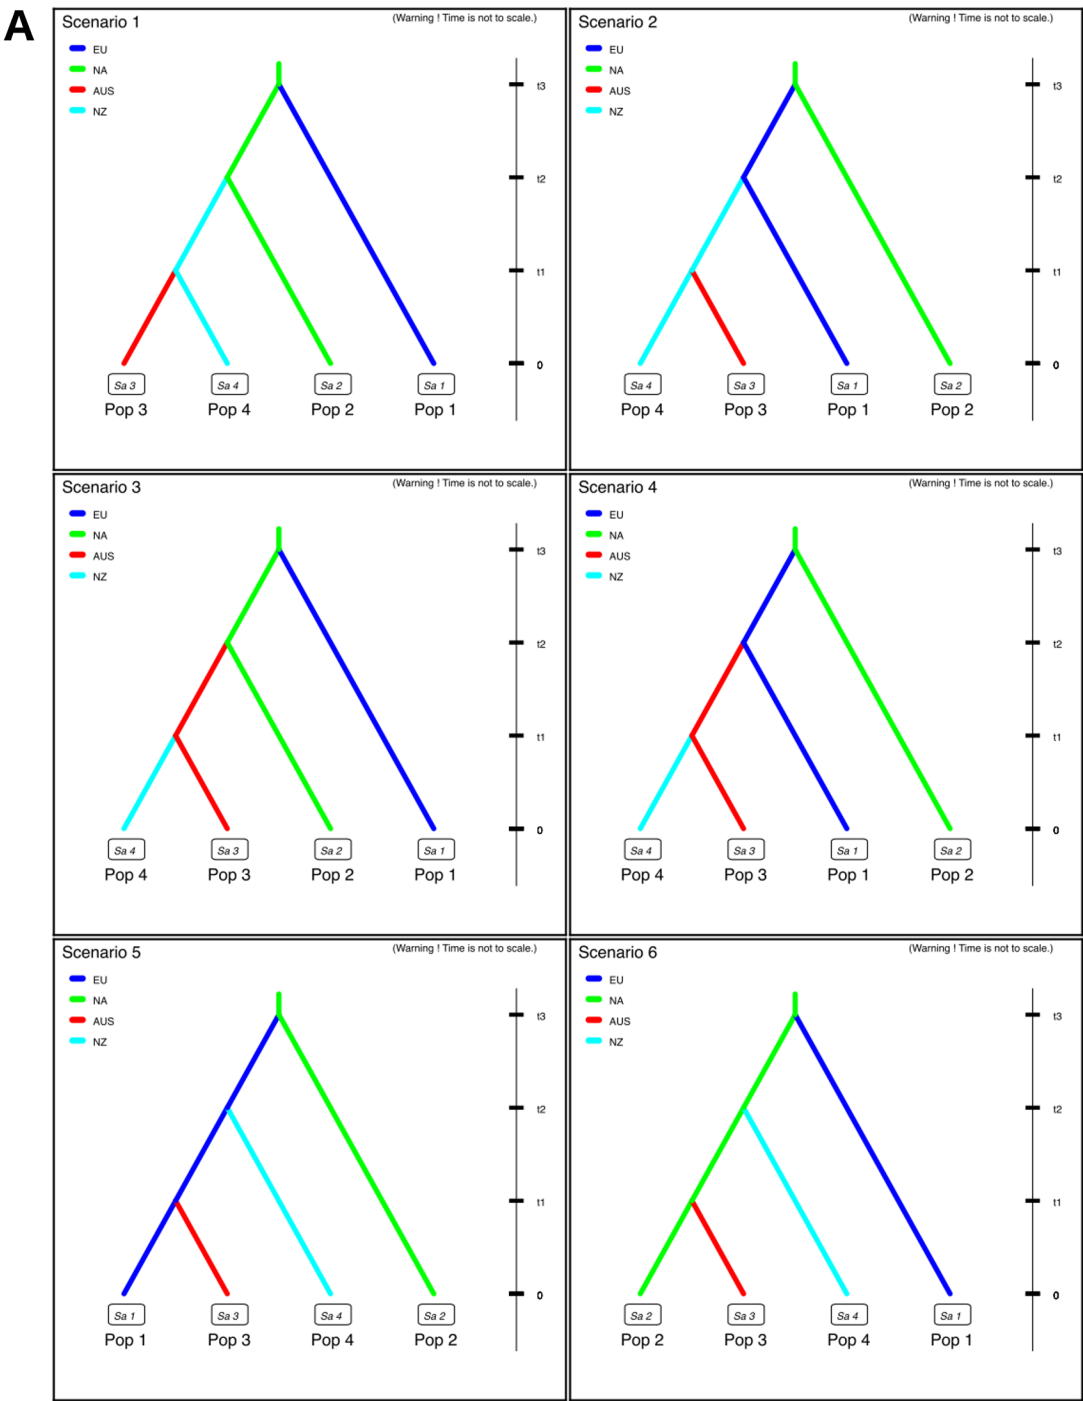 A
Scenario 1
(Warning ! Time is not to scale.)
EU
NA
AUS
NZ
t3
t2
t1
0
Sa 3 Sa 4 Sa 2 Sa 1
Pop 3 Pop 4 Pop 2 Pop 1
Scenario 2
(Warning ! Time is not to scale.)
EU
NA
AUS
NZ
t3
t2
t1
0
Sa 4 Sa 3 Sa 1 Sa 2
Pop 4 Pop 3 Pop 1 Pop 2
Scenario 3
(Warning ! Time is not to scale.)
EU
NA
AUS
NZ
t3
t2
t1
0
Sa 4 Sa 3 Sa 2 Sa 1
Pop 4 Pop 3 Pop 2 Pop 1
Scenario 4
(Warning ! Time is not to scale.)
EU
NA
AUS
NZ
t3
t2
t1
0
Sa 4 Sa 3 Sa 1 Sa 2
Pop 4 Pop 3 Pop 1 Pop 2
Scenario 5
(Warning ! Time is not to scale.)
EU
NA
AUS
NZ
t3
t2
t1
0
Sa 1 Sa 3 Sa 4 Sa 2
Pop 1 Pop 3 Pop 4 Pop 2
Scenario 6
(Warning ! Time is not to scale.)
EU
NA
AUS
NZ
t3
t2
t1
0
Sa 2 Sa 3 Sa 4 Sa 1
Pop 2 Pop 3 Pop 4 Pop 1